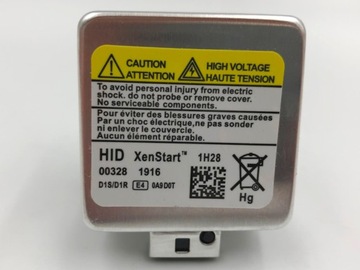 CAUTION
ATTENTION
HIGH VOLTAGE
HAUTE TENSION
To avoid personal injury from electric
shock. do not probe or remove cover.
No serviceable components.
Pour éviter des blessures graves causées
Par un choc électrique,ne pas sonder
ni enlever le couvercle.
Aucun élément réparable.
HID XenStart™ 1H28
00328 1916
D1S/D1R E4 0A9D0T
Hg